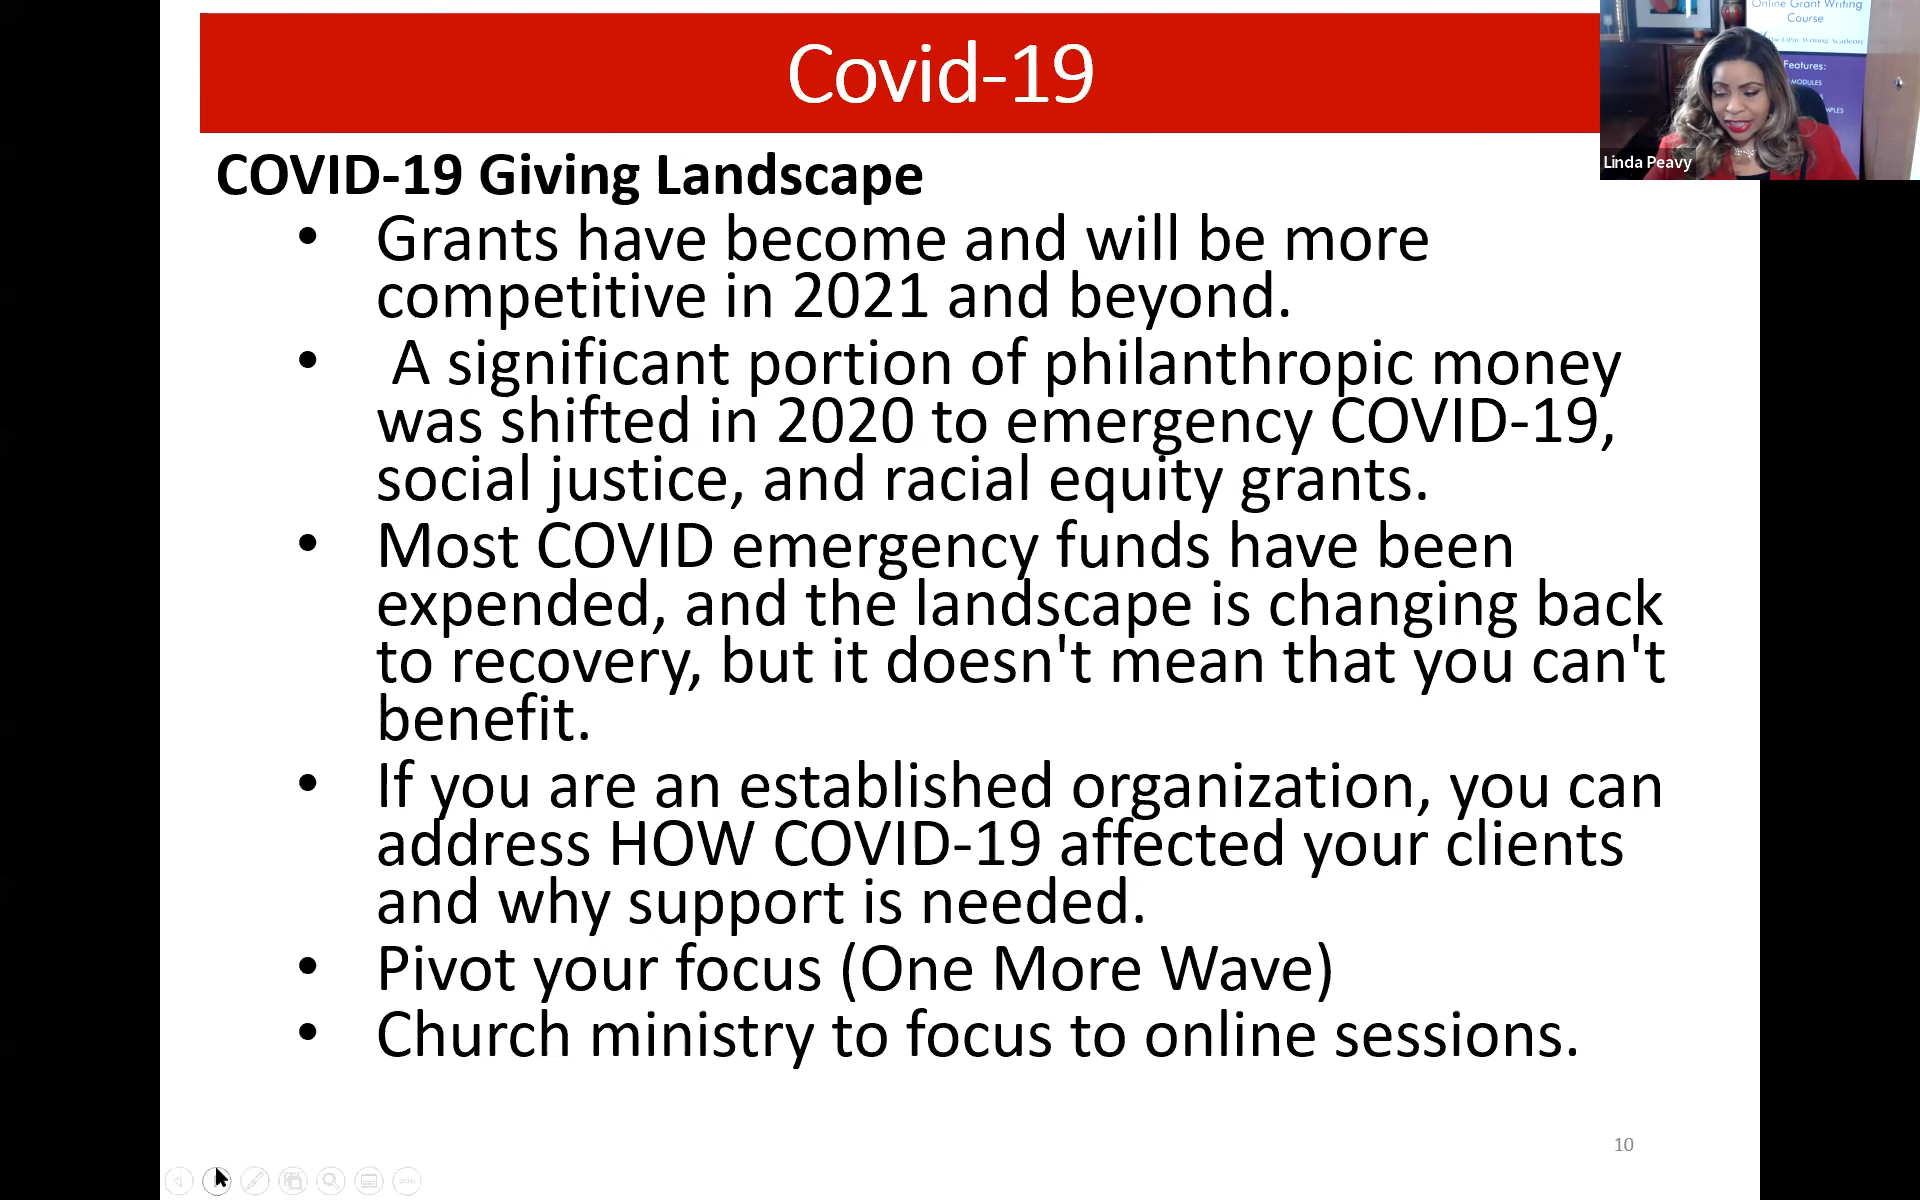 Covid-19
Online Grant Writing
Course
Writing Academy
Features:
MODULES
Linda Peavy
COVID-19 Giving Landscape
• Grants have become and will be more
competitive in 2021 and beyond.
• A significant portion of philanthropic money
was shifted in 2020 to emergency COVID-19,
social justice, and racial equity grants.
• Most COVID emergency funds have been
expended, and the landscape is changing back
to recovery, but it doesn't mean that you can't
benefit.
• If you are an established organization, you can
address HOW COVID-19 affected your clients
and why support is needed.
• Pivot your focus (One More Wave)
• Church ministry to focus to online sessions.
10